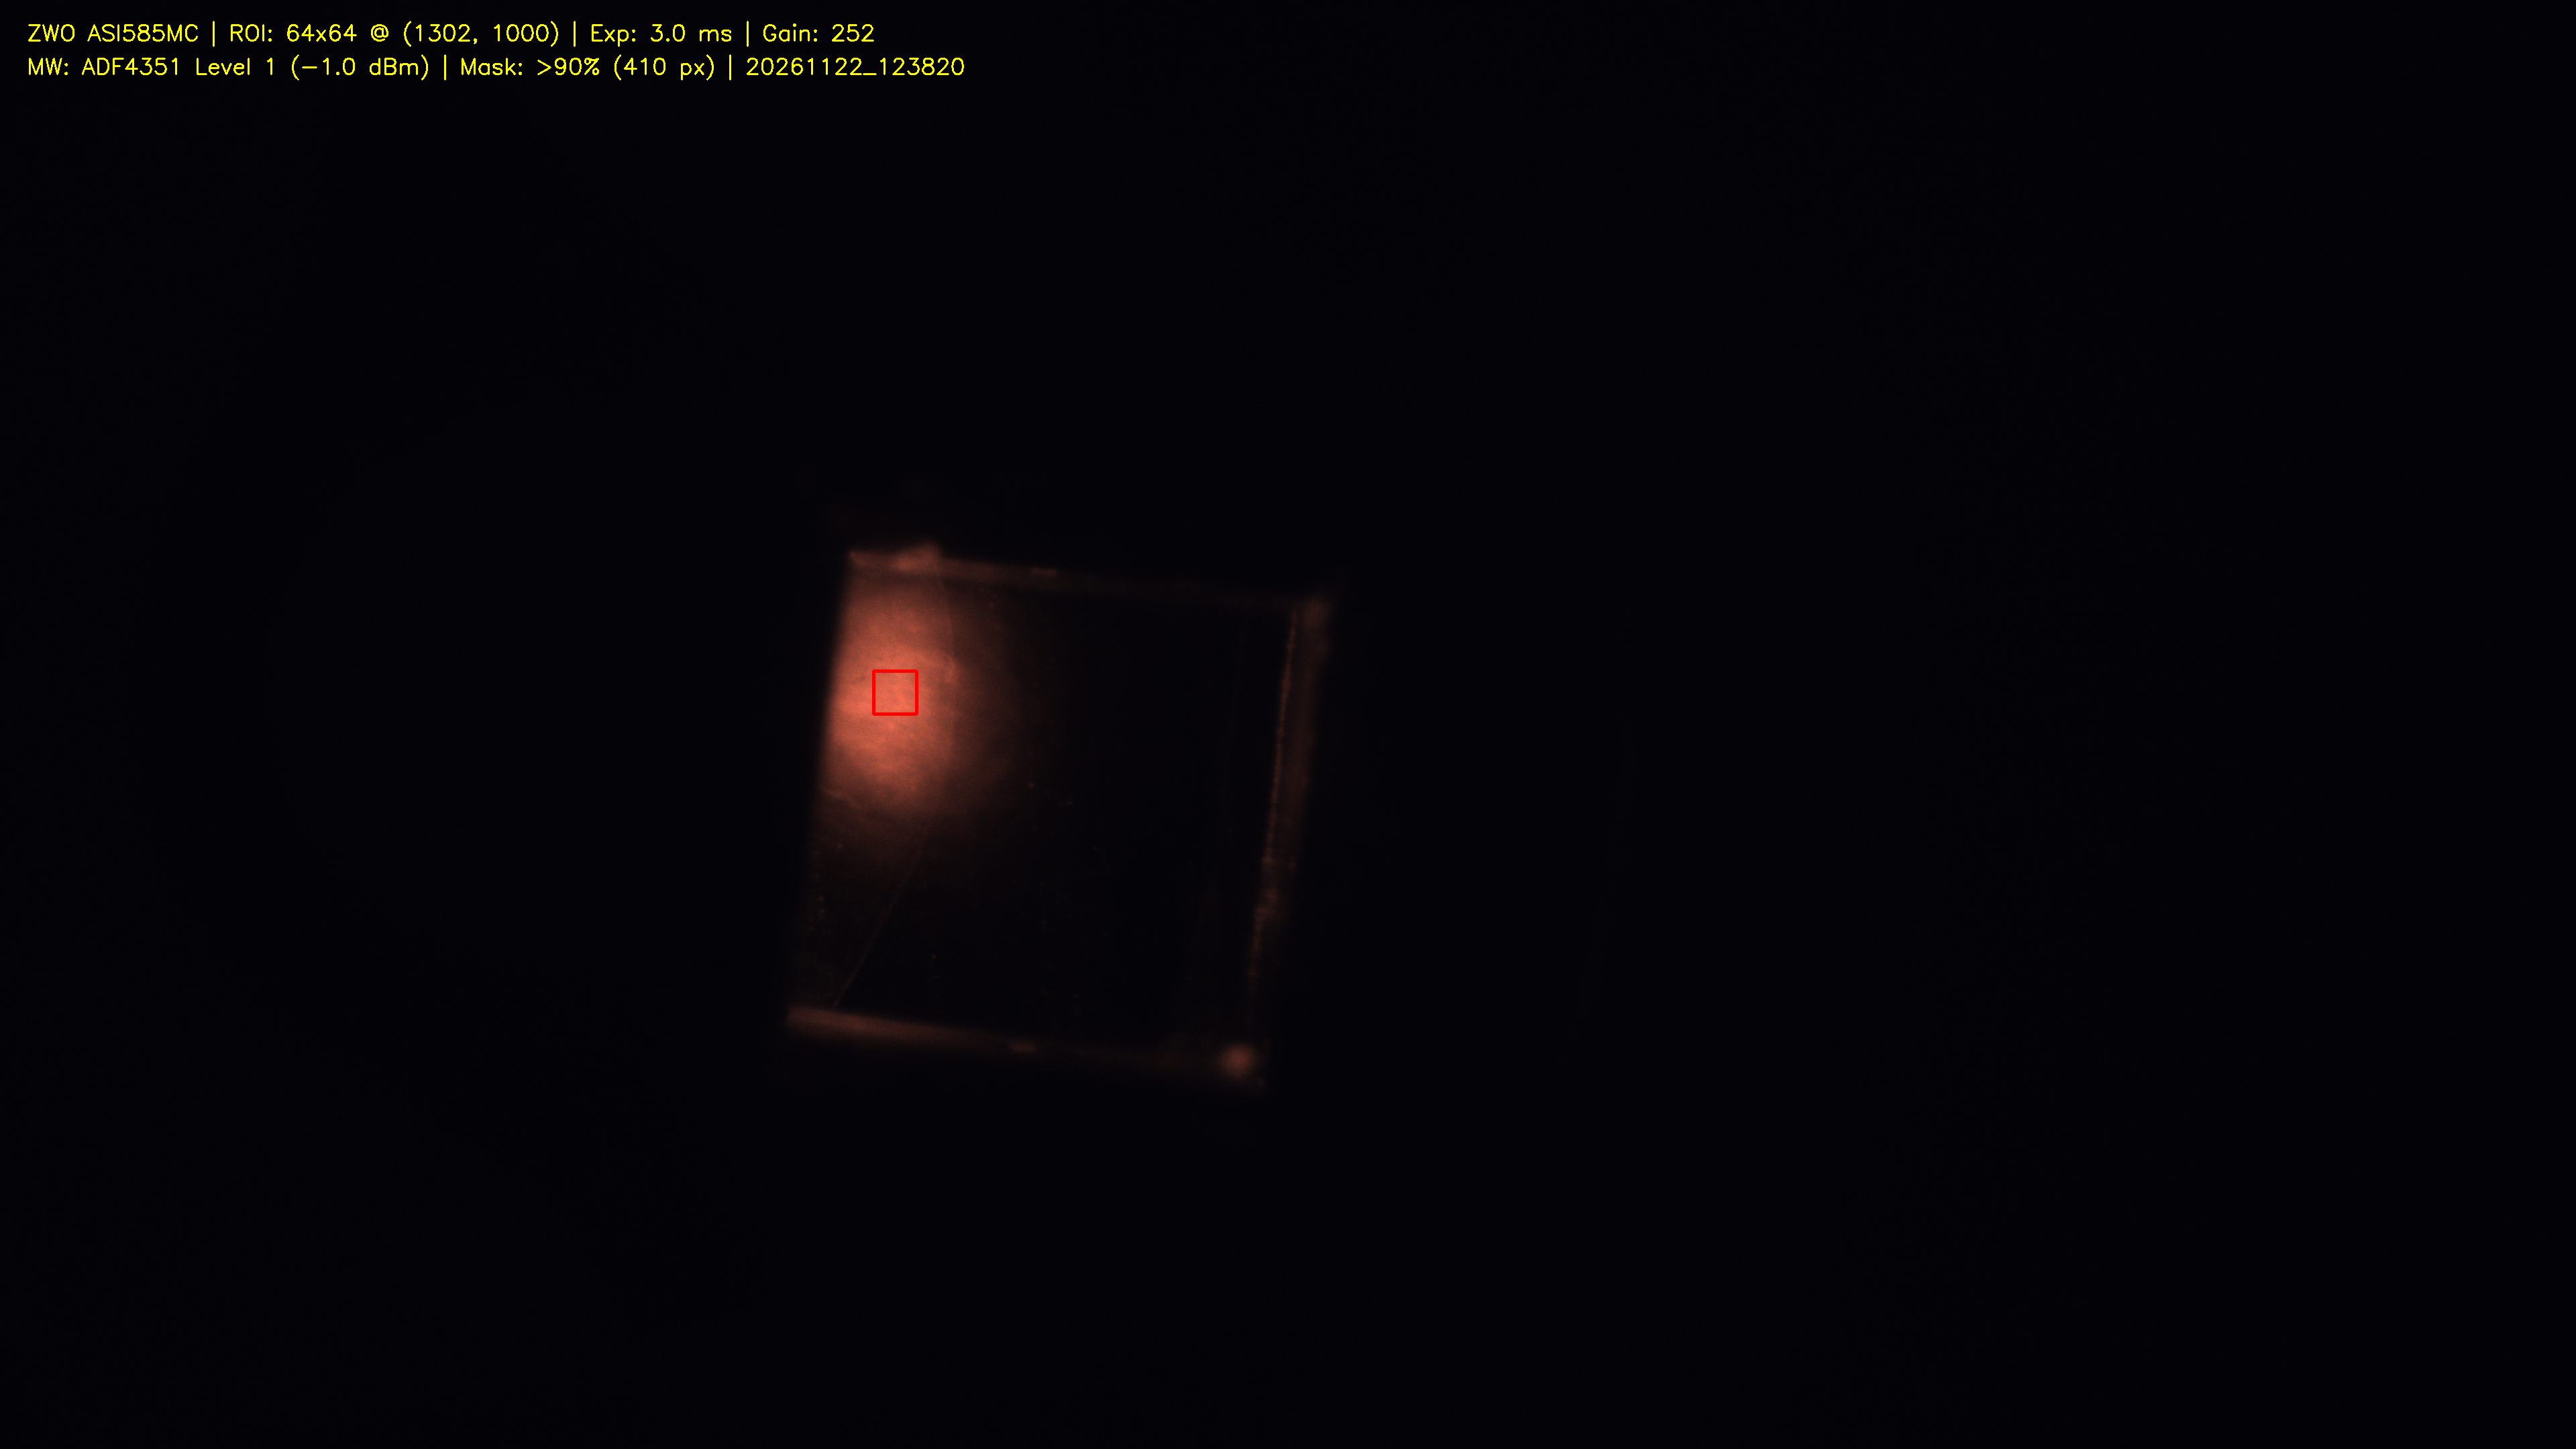 ZWO ASI585MC | ROI: 64x64 @ (1302, 1000) | Exp: 3.0 ms | Gain: 252
MW: ADF4351 Level 1 (-1.0 dBm) | Mask: >90% (410 px) | 20261122_123820